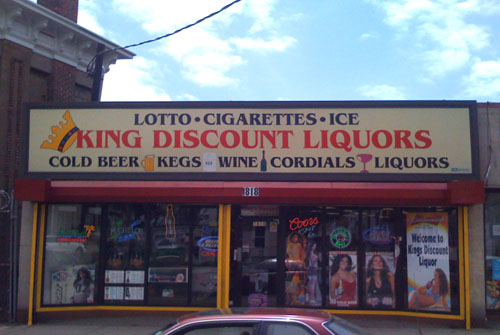 LOTTO • CIGARETTES • ICE
KING DISCOUNT LIQUORS
COLD BEER KEGS WINE CORDIALS LIQUORS
1818
Coors
Welcome to
Kings Discount
Liquor